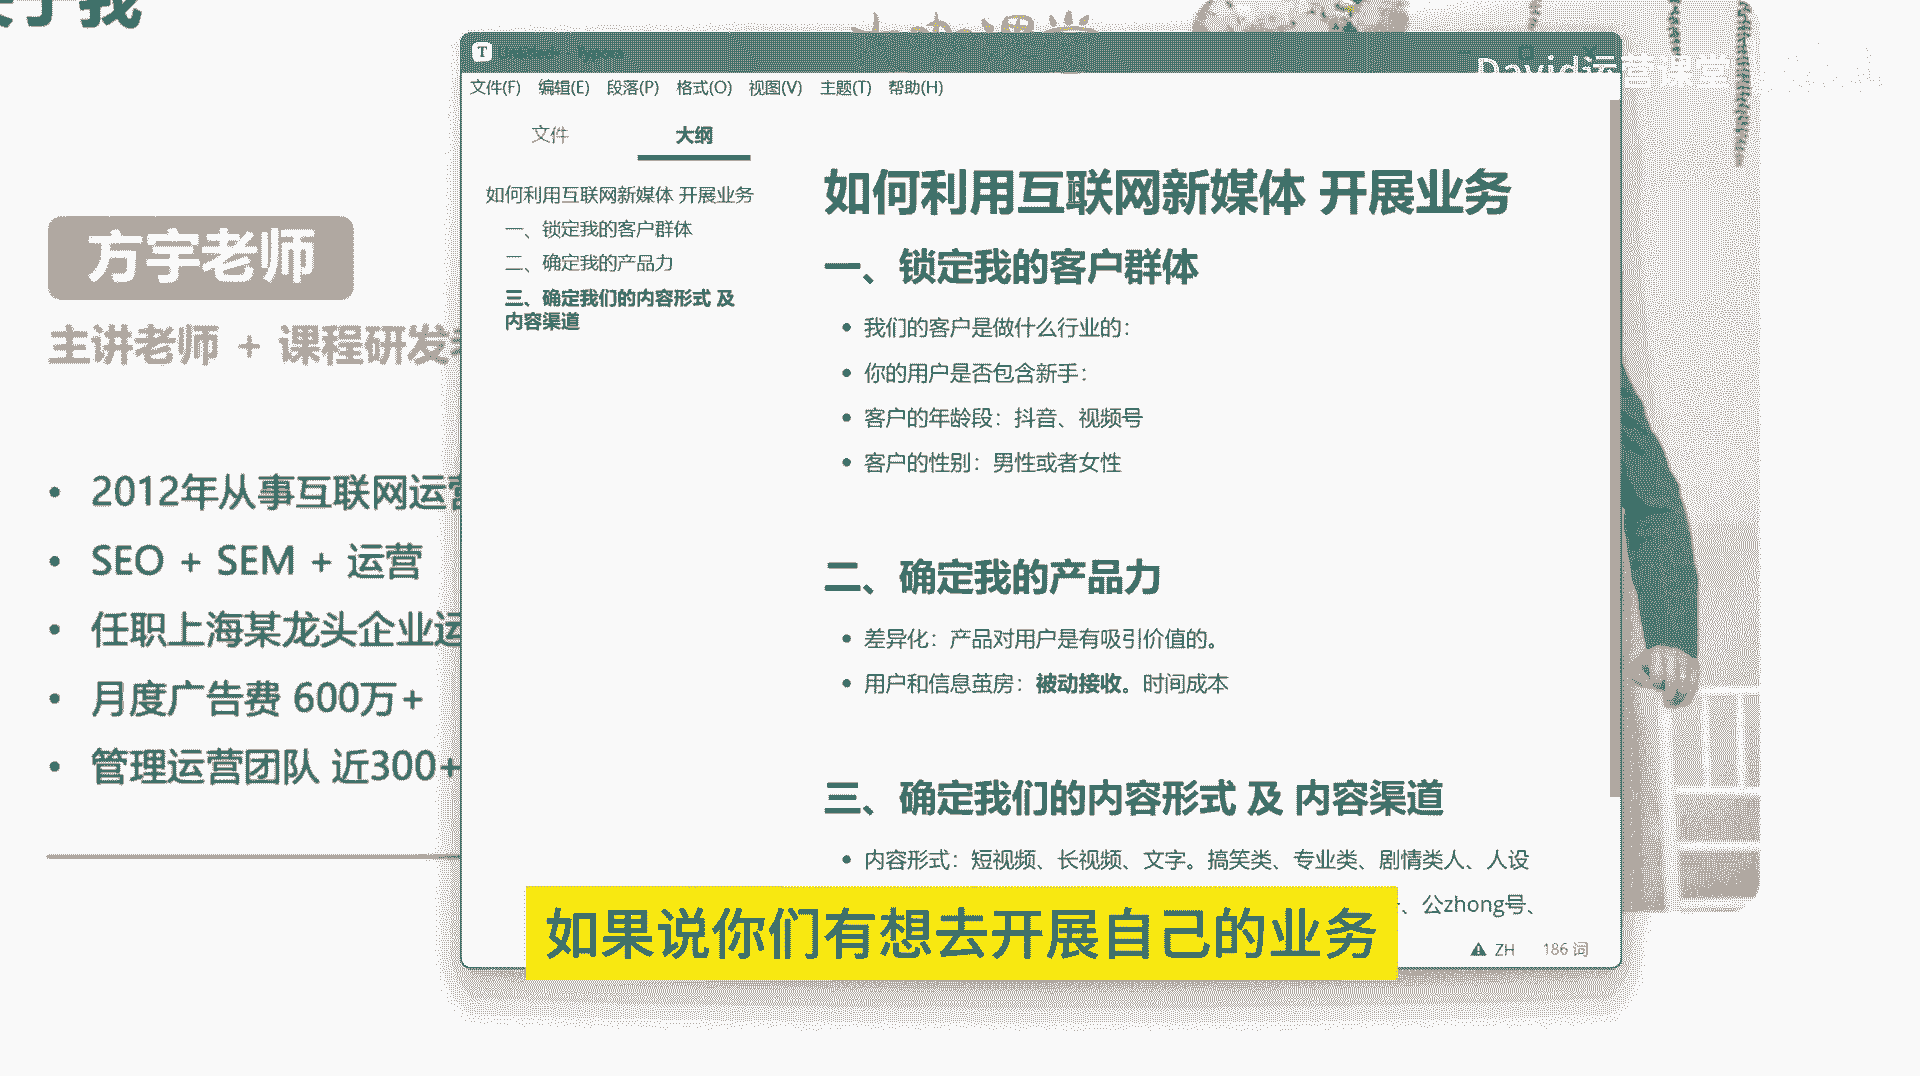 方宇老师
主讲老师 + 课程研发
• 2012年从事互联网运营
• SEO + SEM + 运营
• 任职上海某龙头企业运
• 月度广告费 600万+
• 管理运营团队 近300+
David运营课堂
T
文件(F) 编辑(E) 段落(P) 格式(O) 视图(V) 主题(T) 帮助(H)
文件 大纲
如何利用互联网新媒体 开展业务
一、锁定我的客户群体
二、确定我的产品力
三、确定我们的内容形式 及
内容渠道
如何利用互联网新媒体 开展业务
一、锁定我的客户群体
• 我们的客户是做什么行业的：
• 你的用户是否包含新手：
• 客户的年龄段：抖音、视频号
• 客户的性别：男性或者女性
二、确定我的产品力
• 差异化：产品对用户是有吸引价值的。
• 用户和信息茧房：被动接收。时间成本
三、确定我们的内容形式 及 内容渠道
• 内容形式：短视频、长视频、文字。搞笑类、专业类、剧情类人、人设
、公zhong号、
ZH 186 词
如果说你们有想去开展自己的业务